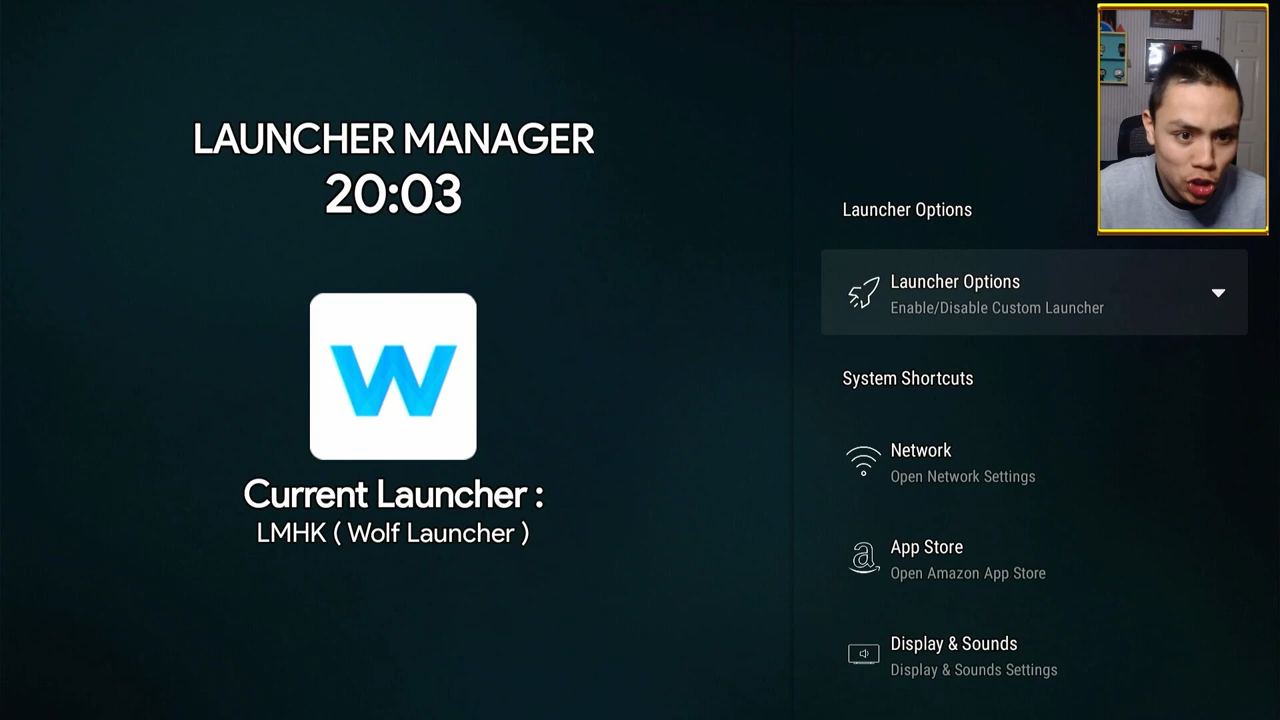 LAUNCHER MANAGER
20:03
W
Current Launcher :
LMHK ( Wolf Launcher )
Launcher Options
Launcher Options
Enable/Disable Custom Launcher
System Shortcuts
Network
Open Network Settings
App Store
Open Amazon App Store
Display & Sounds
Display & Sounds Settings